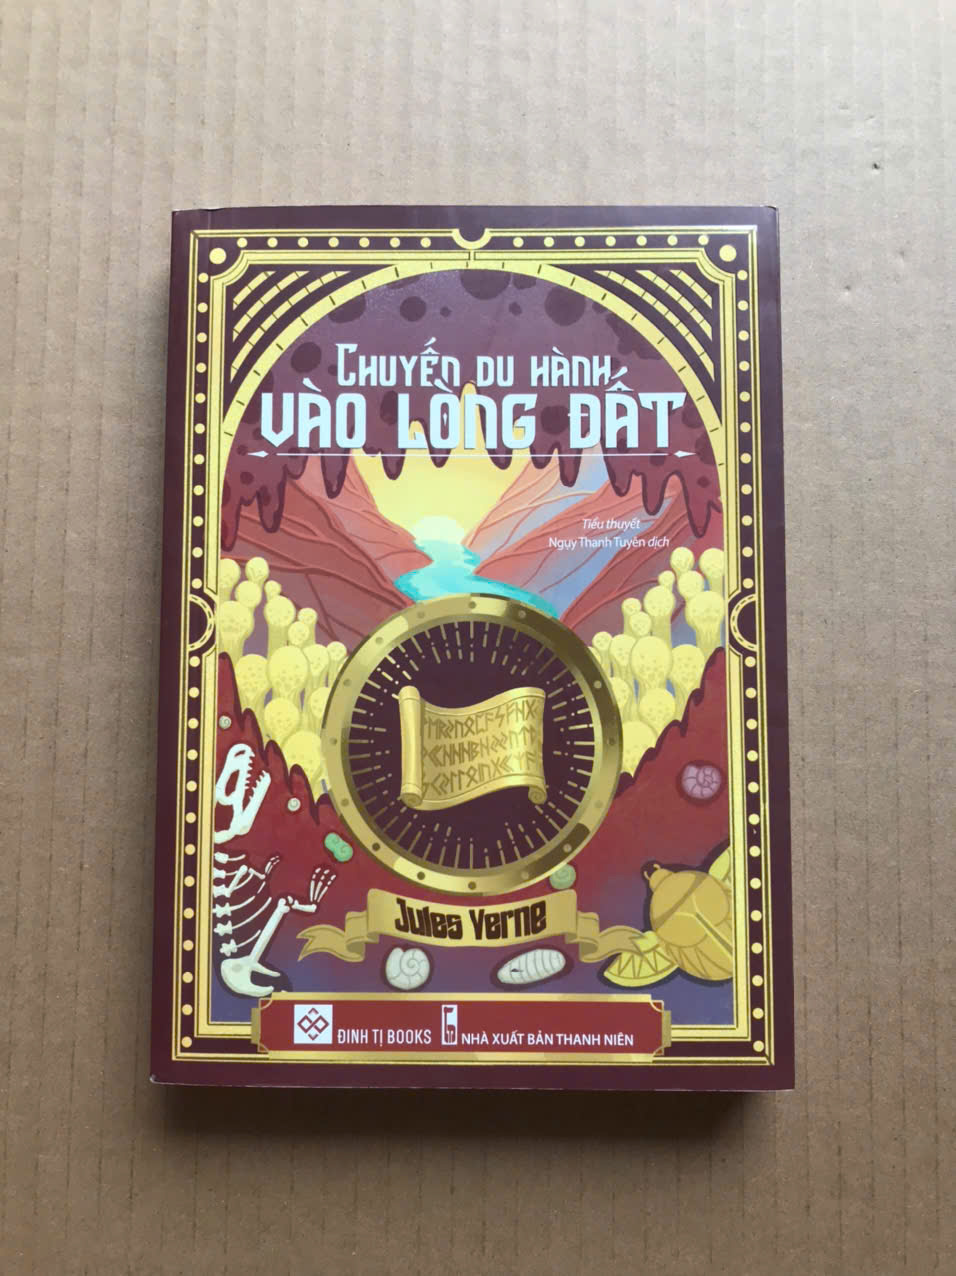 CHUYẾN DU HÀNH
VÀO LÒNG ĐẤT
Tiểu thuyết
Ngụy Thanh Tuyên dịch
Jules Verne
ĐINH TỊ BOOKS
NHÀ XUẤT BẢN THANH NIÊN